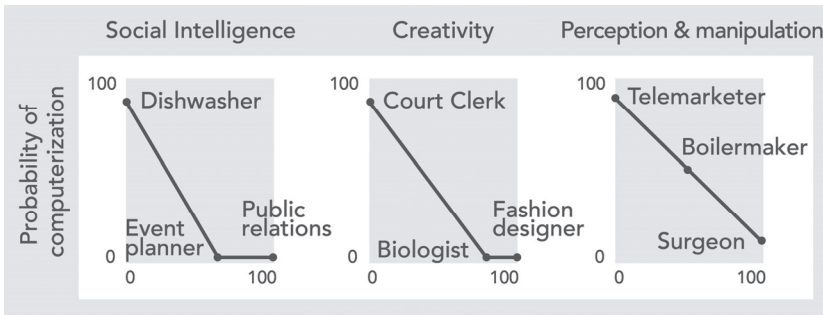 Social Intelligence
Creativity
Perception & manipulation
Probability of
computerization
100
Dishwasher
Public
relations
Event
planner
0
0
100
100
Court Clerk
Fashion
designer
Biologist
0
0
100
100
Telemarketer
Boilermaker
Surgeon
0
0
100